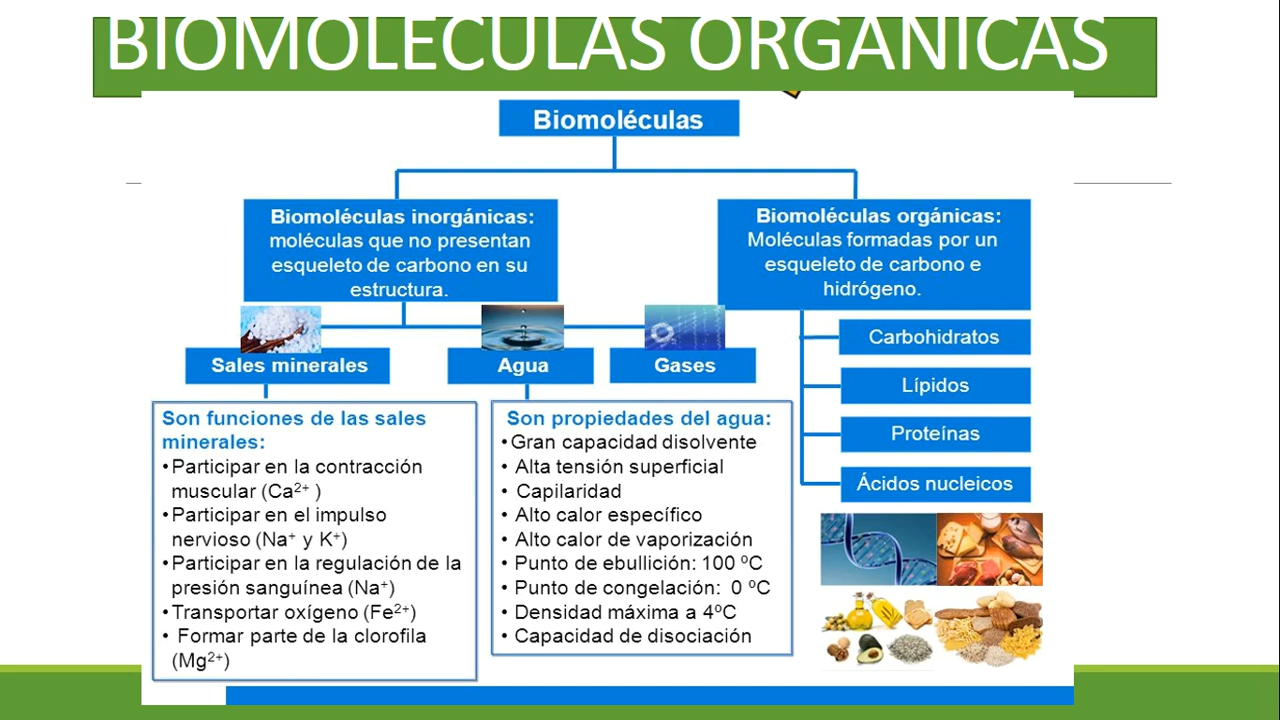 BIOMOLECULAS ORGANICAS
Biomoléculas
Biomoléculas inorgánicas:
moléculas que no presentan
esqueleto de carbono en su
estructura.
Biomoléculas orgánicas:
Moléculas formadas por un
esqueleto de carbono e
hidrógeno.
Sales minerales
Agua
Gases
Carbohidratos
Lípidos
Proteínas
Ácidos nucleicos
Son funciones de las sales
minerales:
•Participar en la contracción
muscular (Ca²⁺ )
•Participar en el impulso
nervioso (Na⁺ y K⁺)
•Participar en la regulación de la
presión sanguínea (Na⁺)
•Transportar oxígeno (Fe²⁺)
• Formar parte de la clorofila
(Mg²⁺)
Son propiedades del agua:
•Gran capacidad disolvente
• Alta tensión superficial
• Capilaridad
• Alto calor específico
• Alto calor de vaporización
• Punto de ebullición: 100 ºC
• Punto de congelación: 0 ºC
• Densidad máxima a 4ºC
• Capacidad de disociación